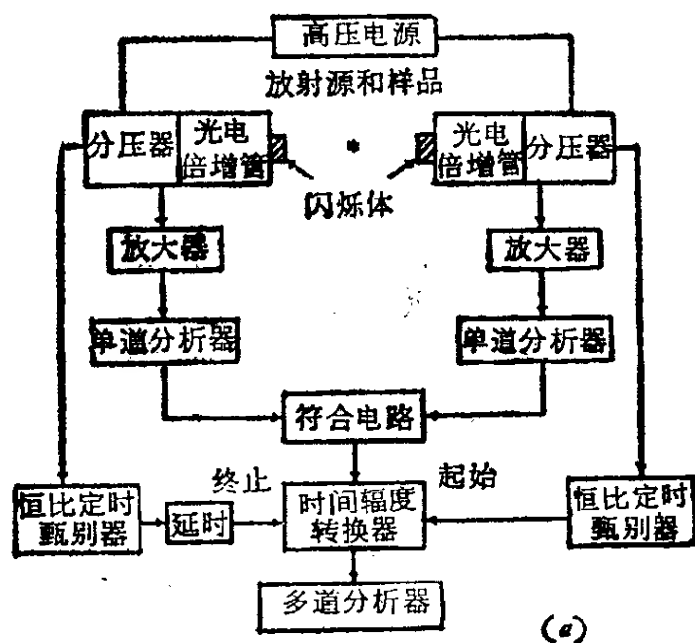 高压电源
放射源和样品
分压器
光电
倍增管
光电
倍增管
分压器
闪烁体
放大器
放大器
单道分析器
单道分析器
符合电路
终止
起始
恒比定时
甄别器
延时
时间辐度
转换器
恒比定时
甄别器
多道分析器
(a)